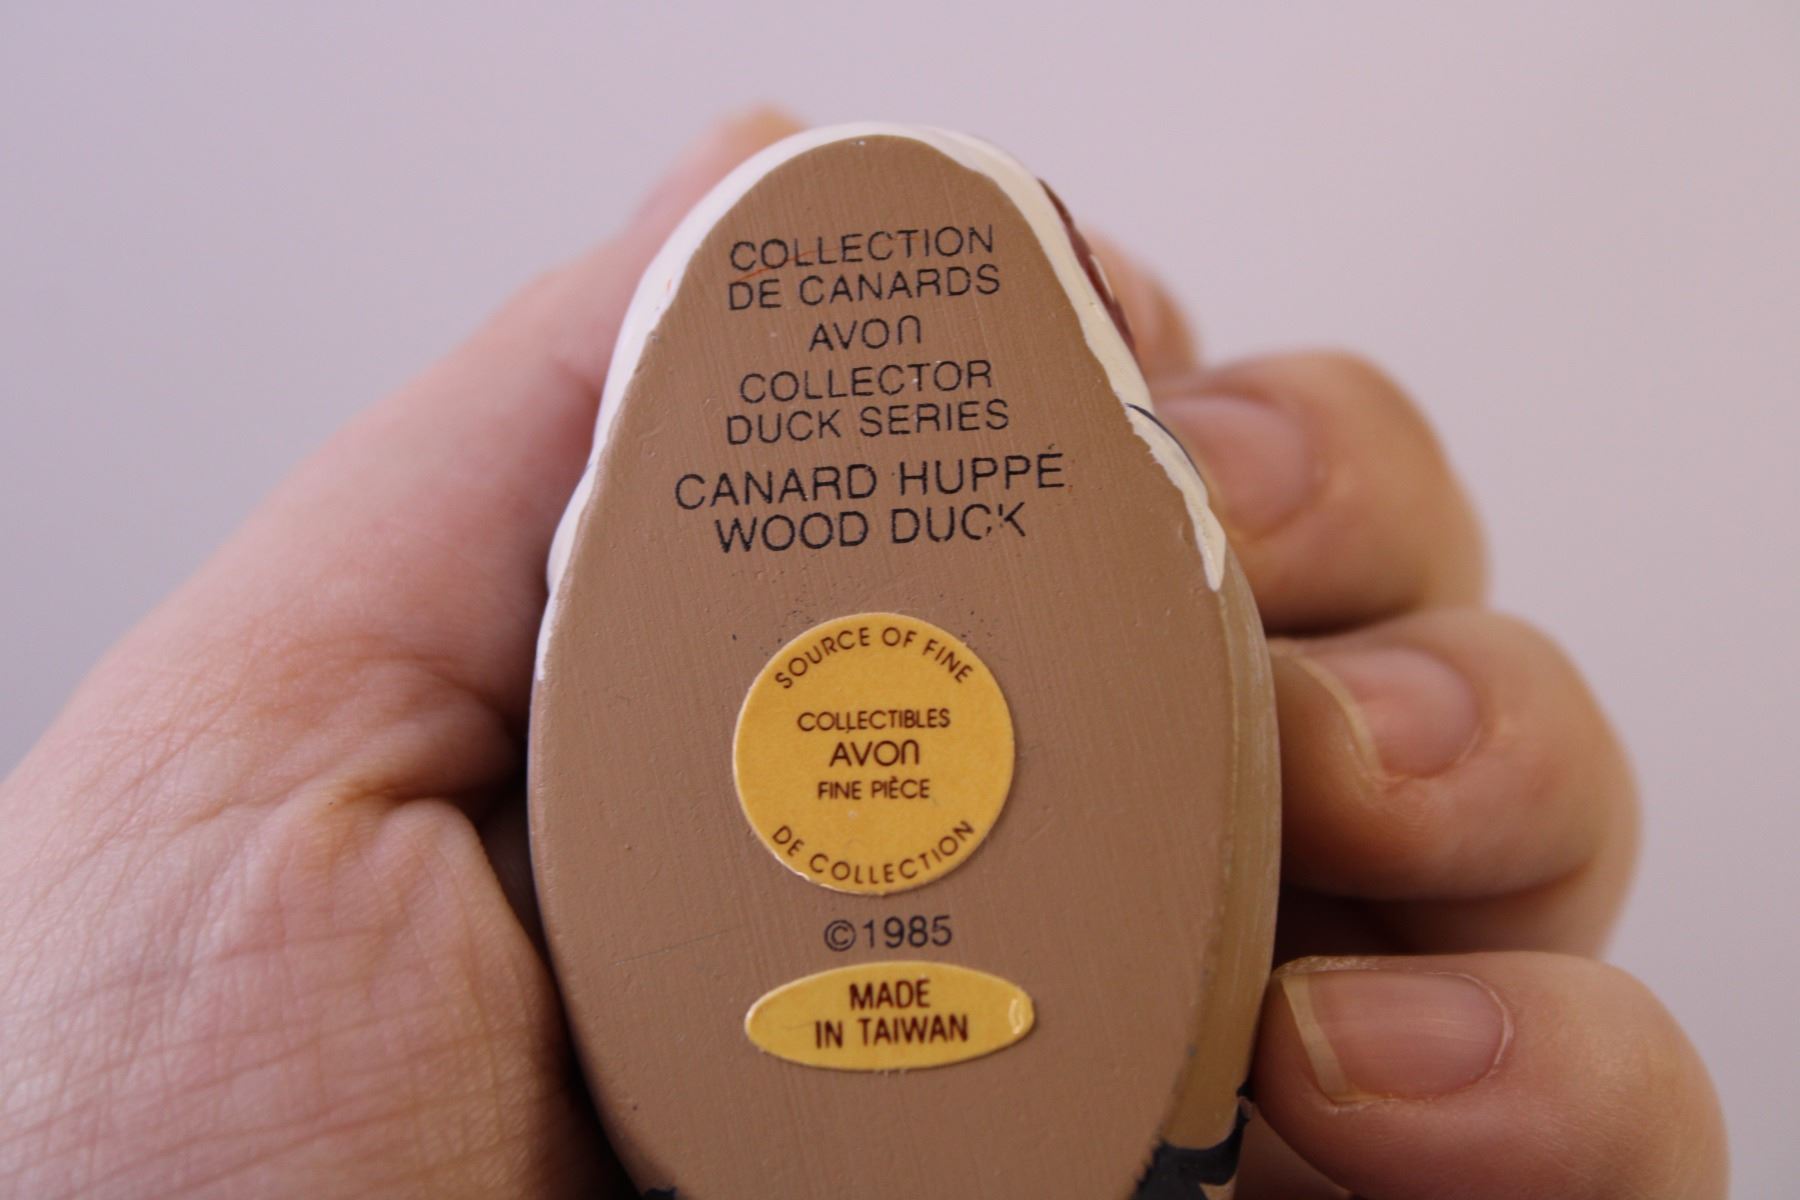 COLLECTION
DE CANARDS
AVON
COLLECTOR
DUCK SERIES
CANARD HUPPÉ
WOOD DUCK
SOURCE OF FINE
COLLECTIBLES
AVON
FINE PIÈCE
DE COLLECTION
©1985
MADE
IN TAIWAN